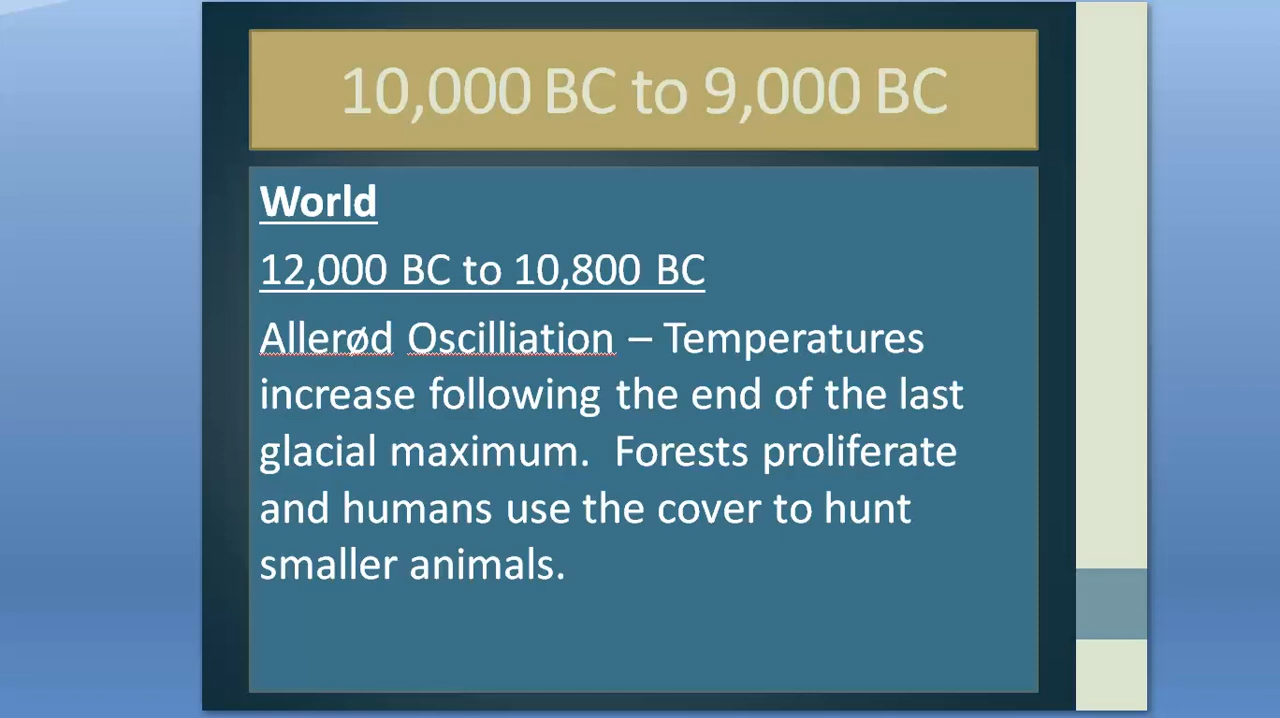 10,000 BC to 9,000 BC
World
12,000 BC to 10,800 BC
Allerød Oscilliation – Temperatures
increase following the end of the last
glacial maximum.  Forests proliferate
and humans use the cover to hunt
smaller animals.